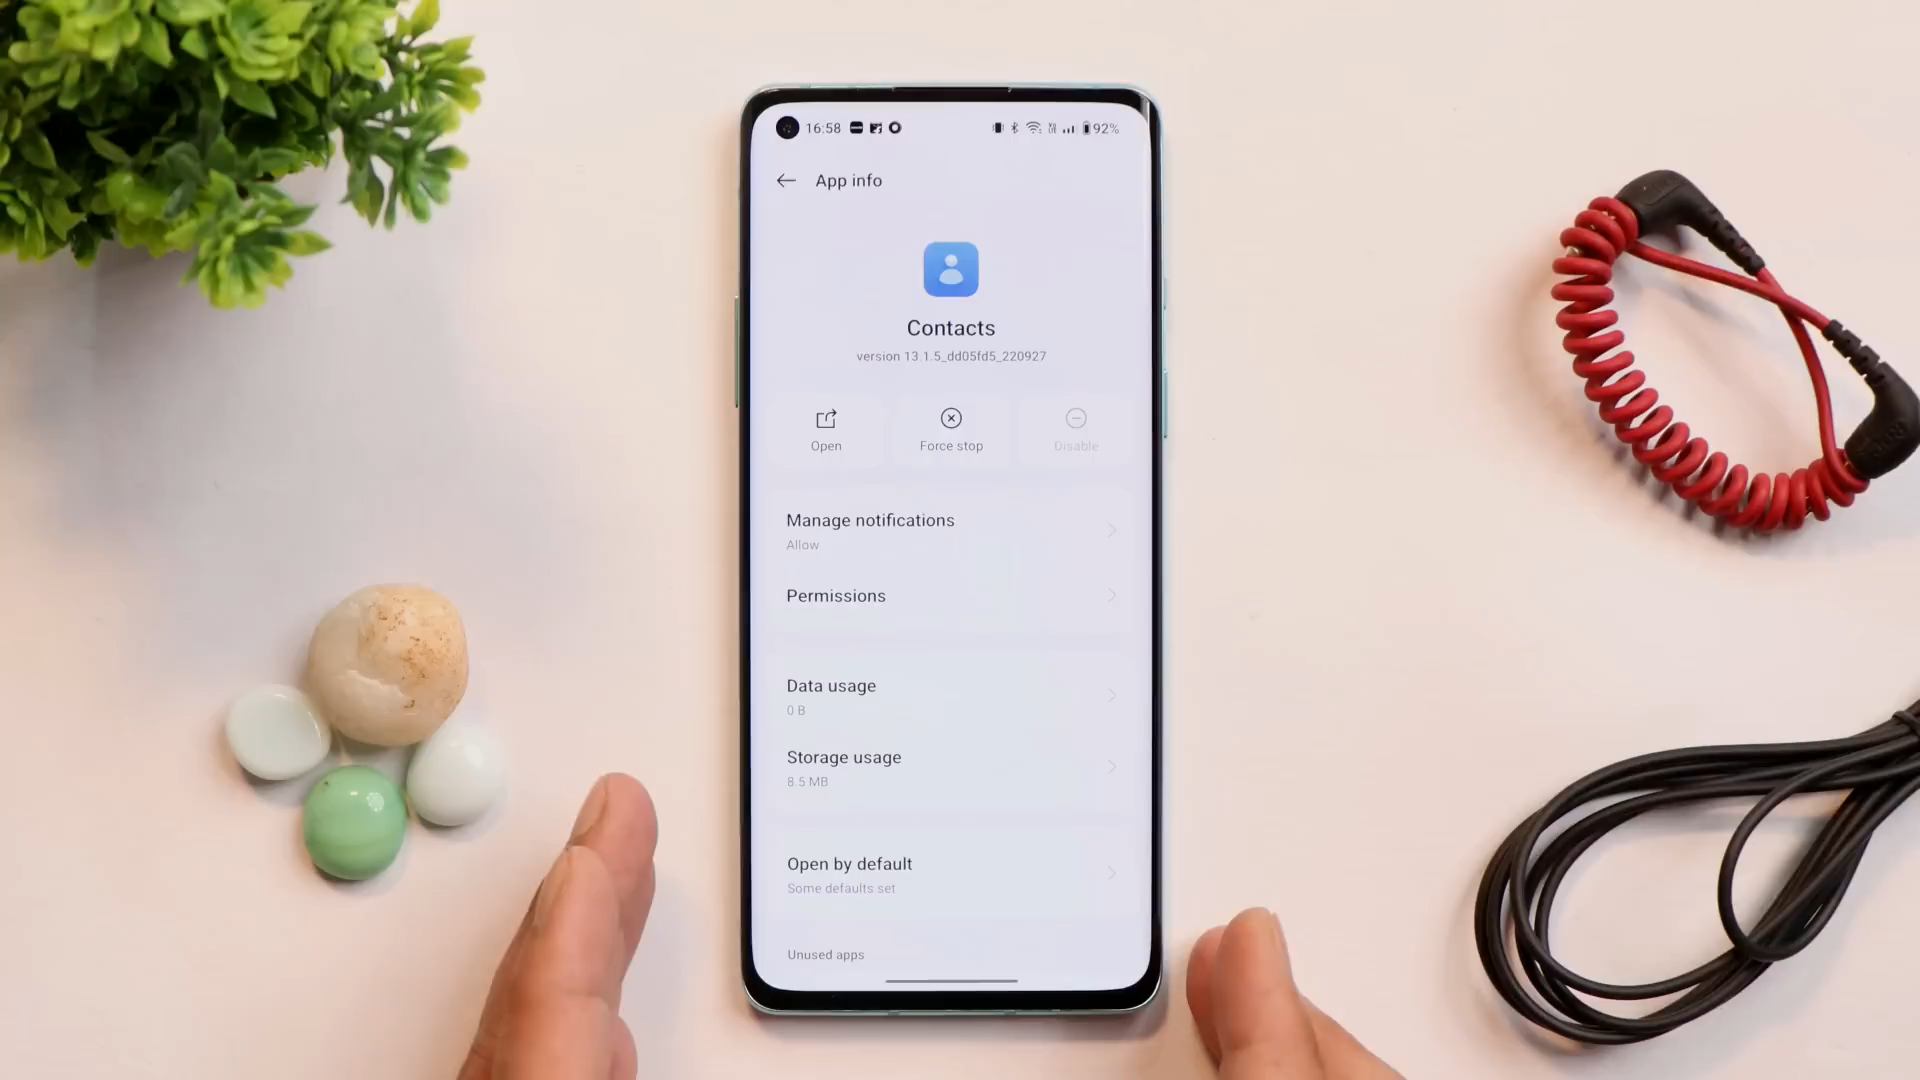 16:58 92%
App info
Contacts
version 13.1.5_dd05fd5_220927
Open Force stop Disable
Manage notifications
Allow
Permissions
Data usage
0 B
Storage usage
8.5 MB
Open by default
Some defaults set
Unused apps